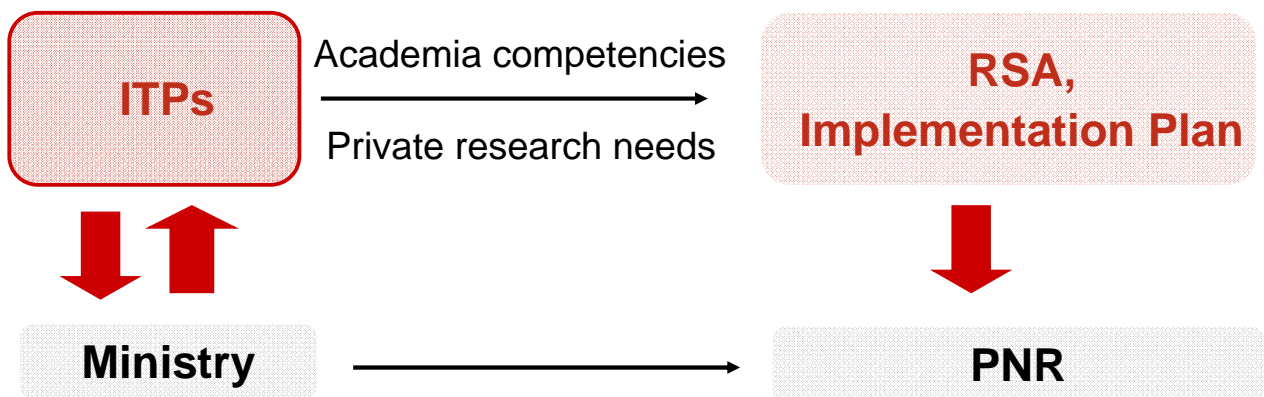 ITPs
Academia competencies
Private research needs
RSA,
Implementation Plan
Ministry
PNR